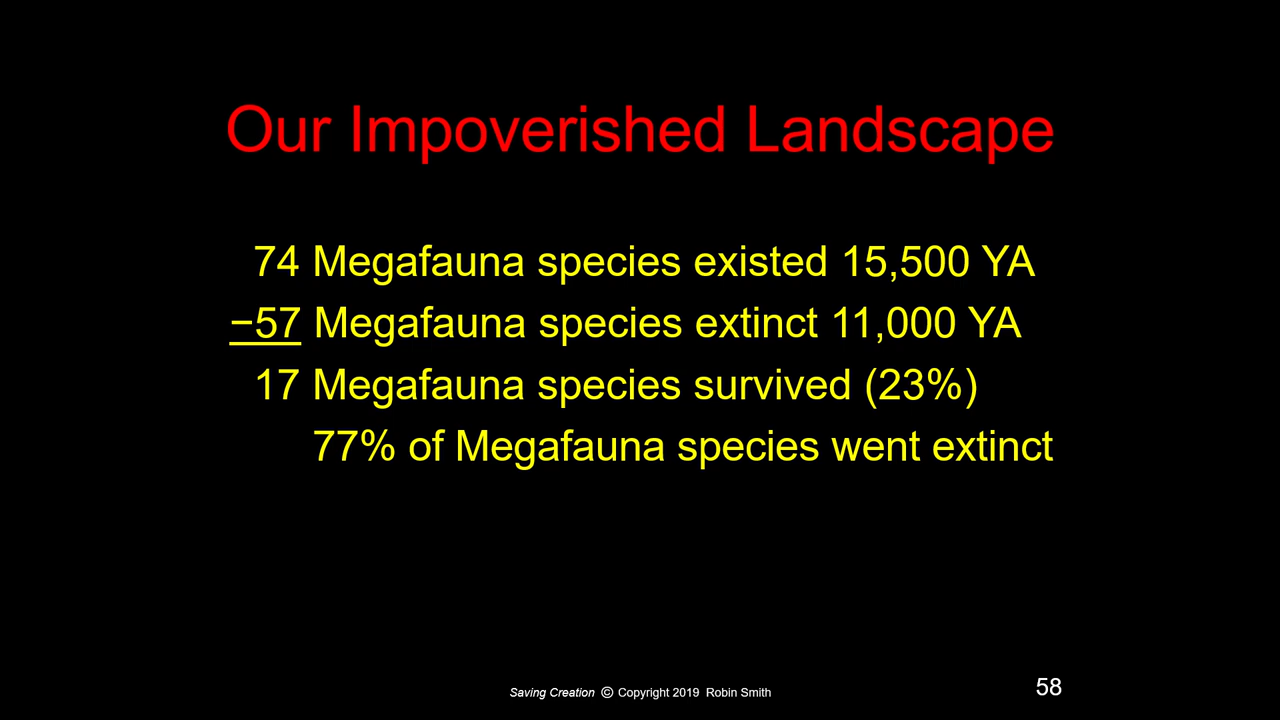 Our Impoverished Landscape
74 Megafauna species existed 15,500 YA
−57 Megafauna species extinct 11,000 YA
17 Megafauna species survived (23%)
77% of Megafauna species went extinct
Saving Creation © Copyright 2019 Robin Smith
58